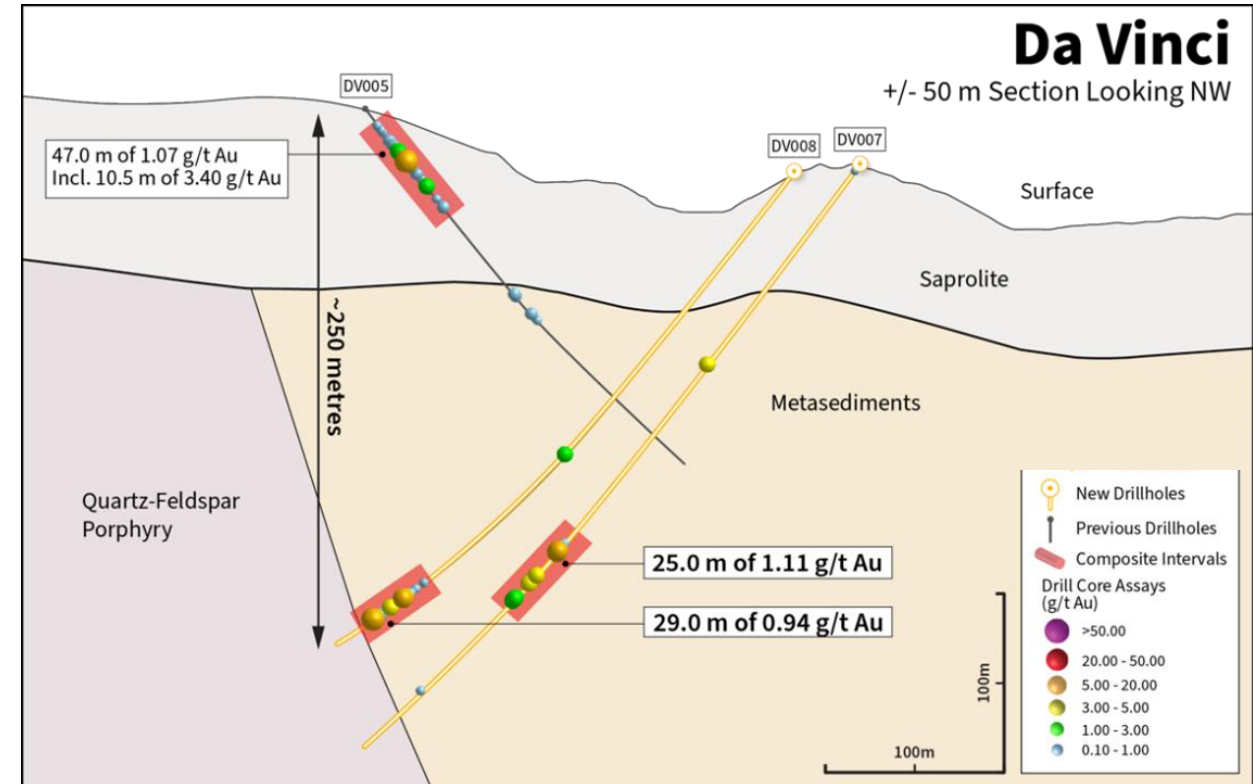 Da Vinci
+/- 50 m Section Looking NW
DV005
47.0 m of 1.07 g/t Au
Incl. 10.5 m of 3.40 g/t Au
DV008
DV007
Surface
Saprolite
~250 metres
Metasediments
Quartz-Feldspar
Porphyry
25.0 m of 1.11 g/t Au
29.0 m of 0.94 g/t Au
New Drillholes
Previous Drillholes
Composite Intervals
Drill Core Assays
(g/t Au)
>50.00
20.00 - 50.00
5.00 - 20.00
3.00 - 5.00
1.00 - 3.00
0.10 - 1.00
100m
100m